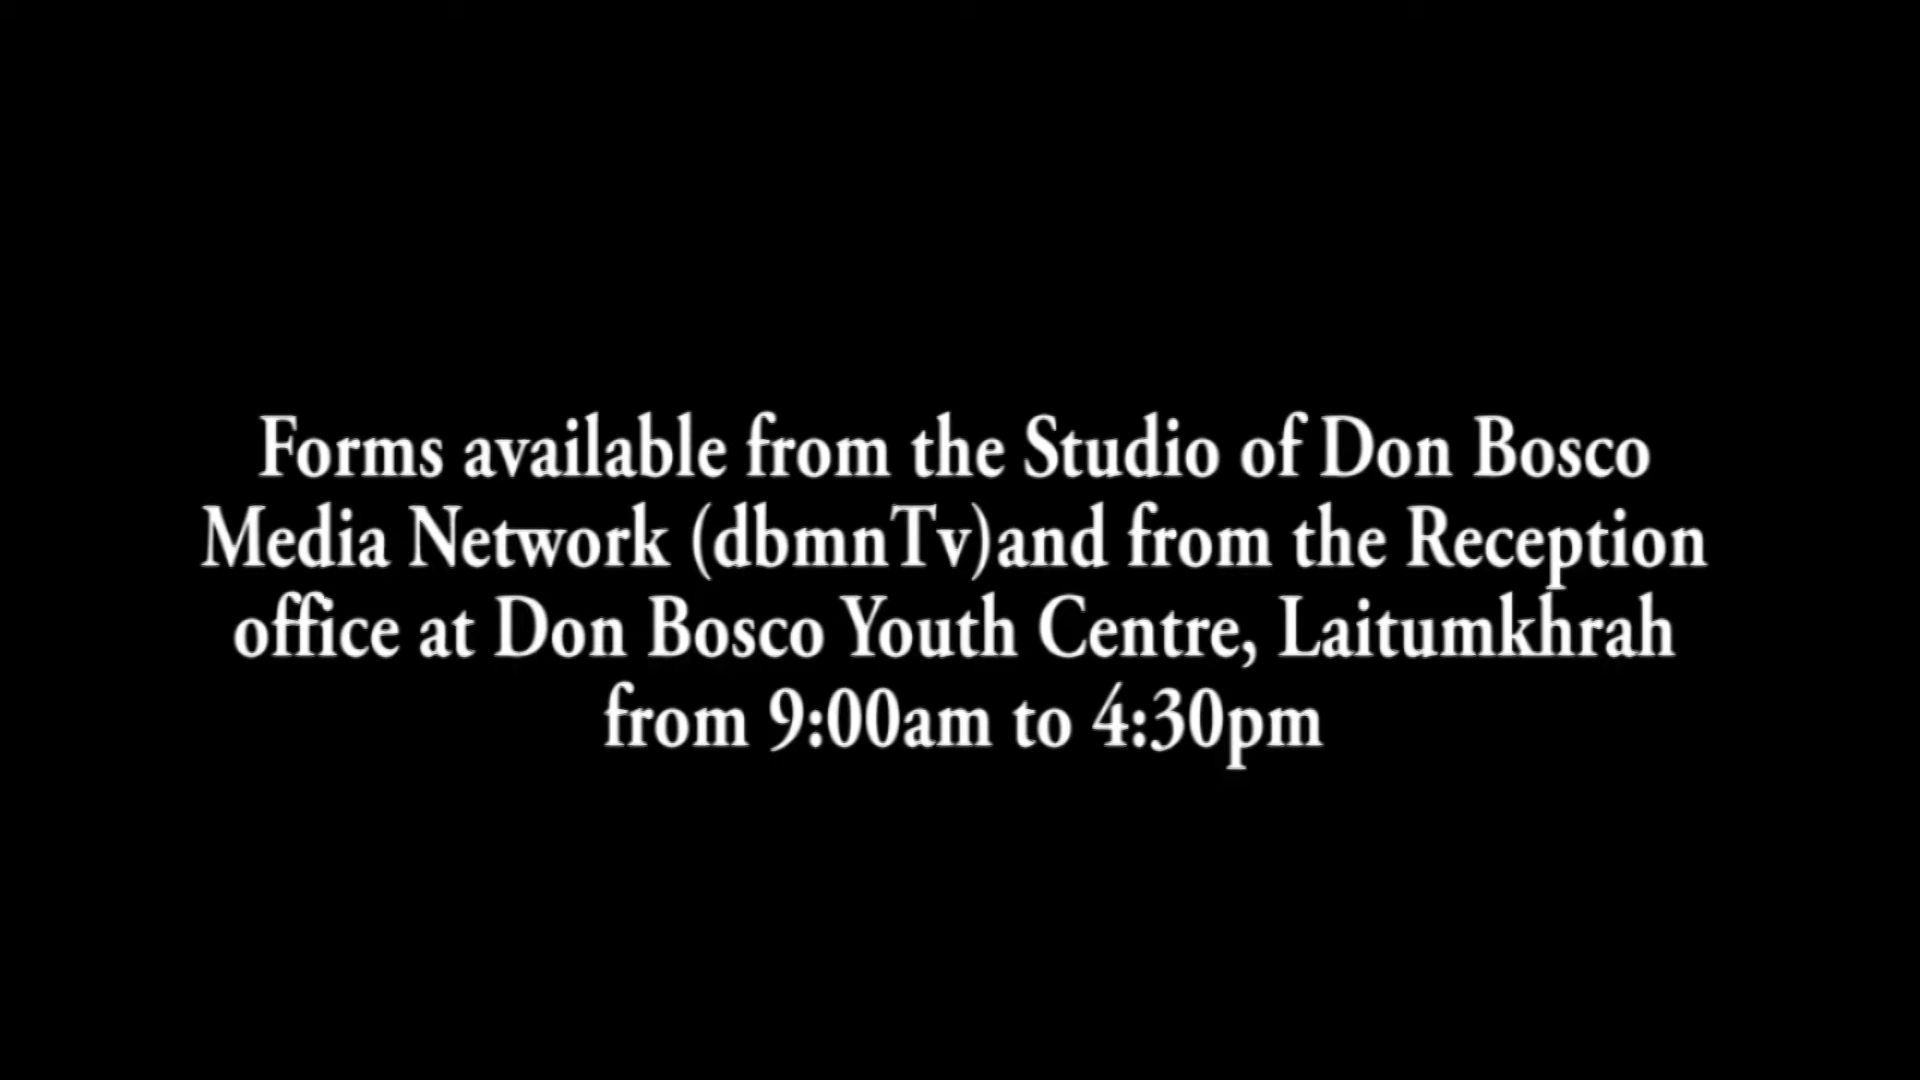 Forms available from the Studio of Don Bosco
Media Network (dbmnTv)and from the Reception
office at Don Bosco Youth Centre, Laitumkhrah
from 9:00am to 4:30pm